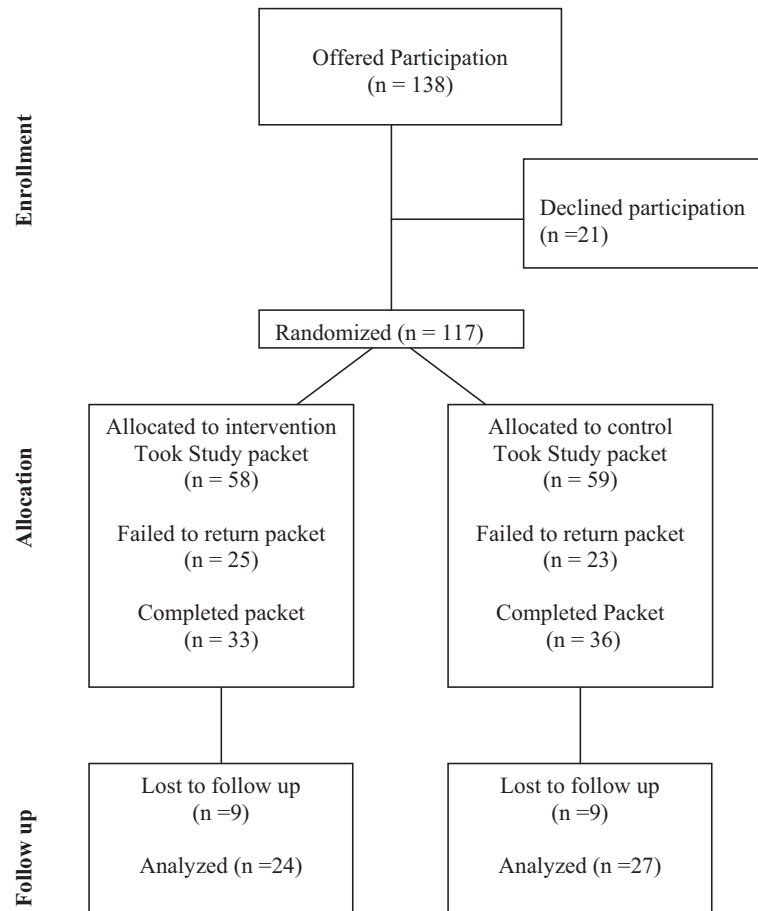 Enrollment
Offered Participation
(n = 138)
Declined participation
(n =21)
Randomized (n = 117)
Allocation
Allocated to intervention
Took Study packet
(n = 58)
Failed to return packet
(n = 25)
Completed packet
(n = 33)
Allocated to control
Took Study packet
(n = 59)
Failed to return packet
(n = 23)
Completed Packet
(n = 36)
Follow up
Lost to follow up
(n =9)
Analyzed (n =24)
Lost to follow up
(n =9)
Analyzed (n =27)